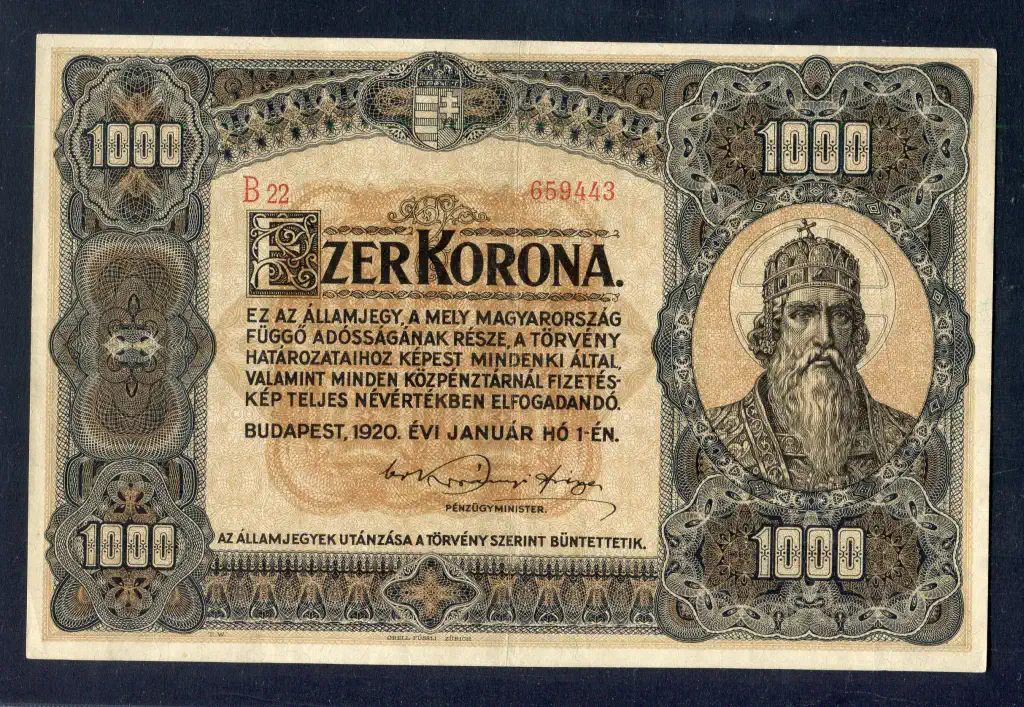 1000
1000
B 22 659443
EZER KORONA.
EZ AZ ÁLLAMJEGY, A MELY MAGYARORSZÁG
FÜGGŐ ADÓSSÁGÁNAK RÉSZE, A TÖRVÉNY
HATÁROZATAIHOZ KÉPEST MINDENKI ÁLTAL,
VALAMINT MINDEN KÖZPÉNZTÁRNÁL FIZETÉS-
KÉP TELJES NÉVÉRTÉKBEN ELFOGADANDÓ.
BUDAPEST, 1920. ÉVI JANUÁR HÓ 1-ÉN.
PÉNZÜGYMINISTER.
1000
1000
AZ ÁLLAMJEGYEK UTÁNZÁSA A TÖRVÉNY SZERINT BÜNTETTETIK.
F. W. ORELL FÜSSLI ZÜRICH